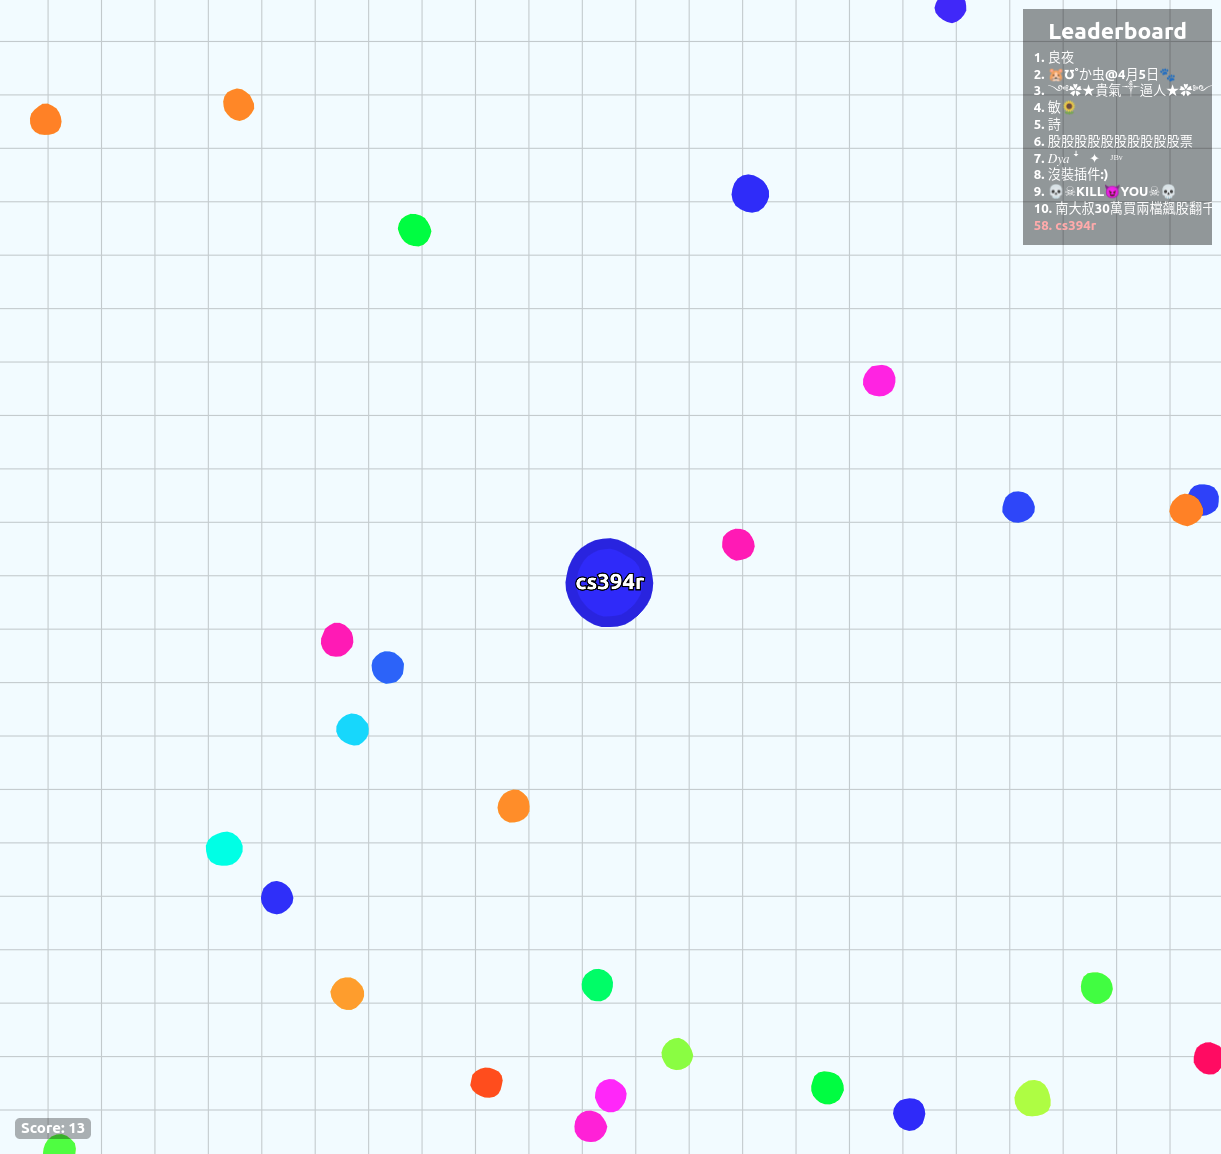 Leaderboard
1. 良夜
2. 🐹℧˚か虫@4月5日🐾
3. ༺✿★貴氣 † 逼人★✿༻
4. 敏🌻
5. 詩
6. 股股股股股股股股股股票
7. Dya ⁺ ✦ ᴶᴱᶦᵛ
8. 沒裝插件:)
9. 💀☠KILL😈YOU☠💀
10. 南大叔30萬買兩檔飆股翻千
58. cs394r
cs394r
Score: 13